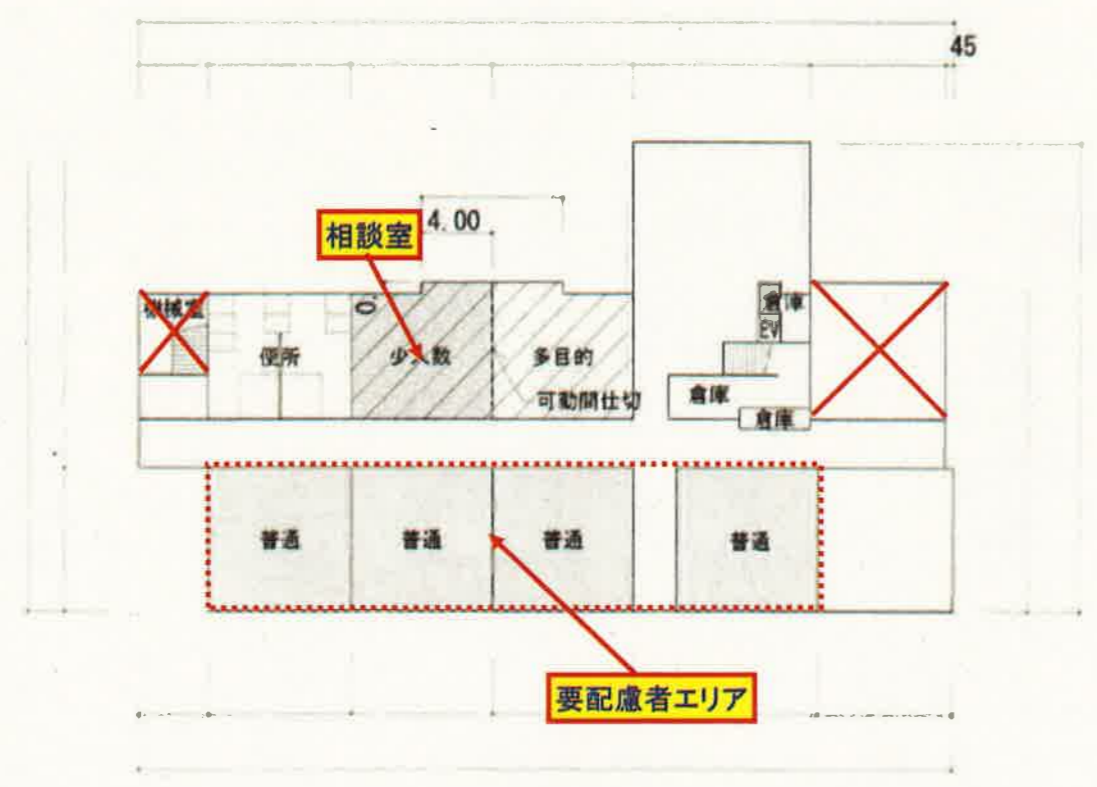 45
4.00
相談室
機械室
0.
倉庫
EV
便所
少人数
多目的
可動間仕切
倉庫
倉庫
普通
普通
普通
普通
要配慮者エリア